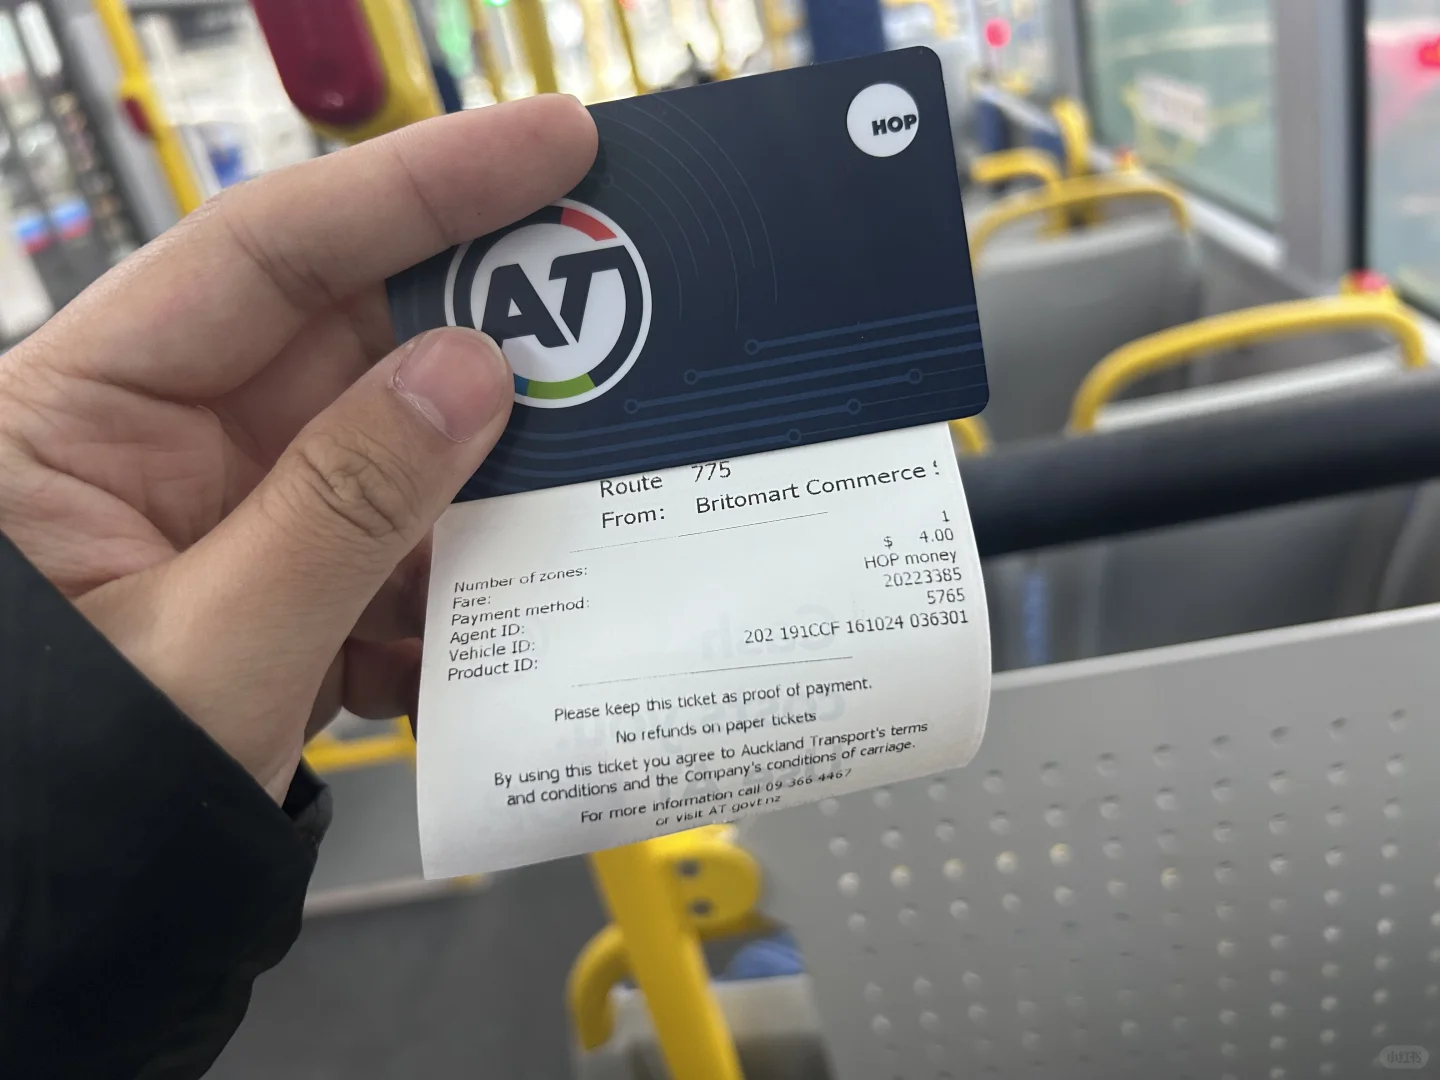 HOP
AT
Route 775
From: Britomart Commerce
Number of zones: 1
Fare: $ 4.00
Payment method: HOP money
Agent ID: 20223385
Vehicle ID: 5765
Product ID: 202 191CCF 161024 036301
Please keep this ticket as proof of payment.
No refunds on paper tickets
By using this ticket you agree to Auckland Transport's terms
and conditions and the Company's conditions of carriage.
For more information call 09 366 4467
or visit AT.govt.nz
小红书